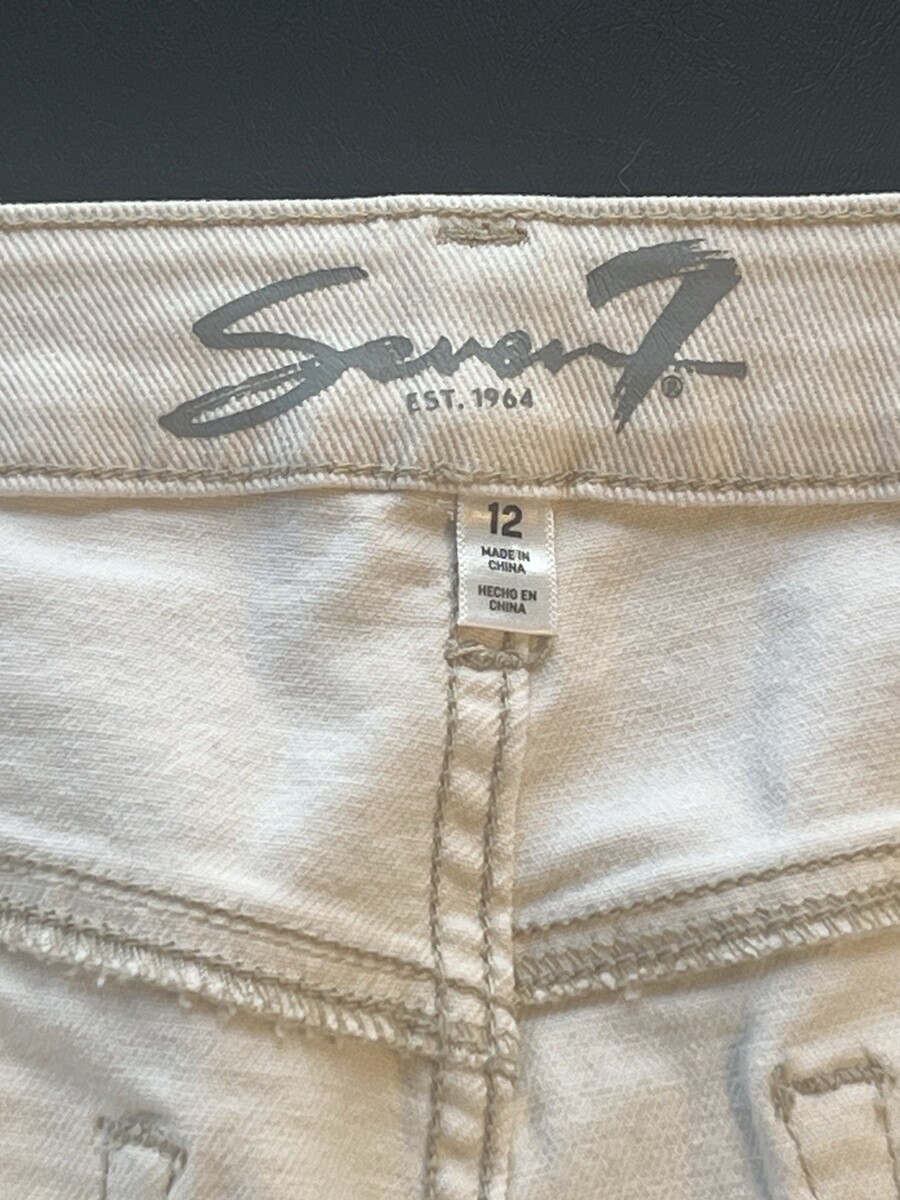 Seven7®
EST. 1964
12
MADE IN
CHINA
HECHO EN
CHINA